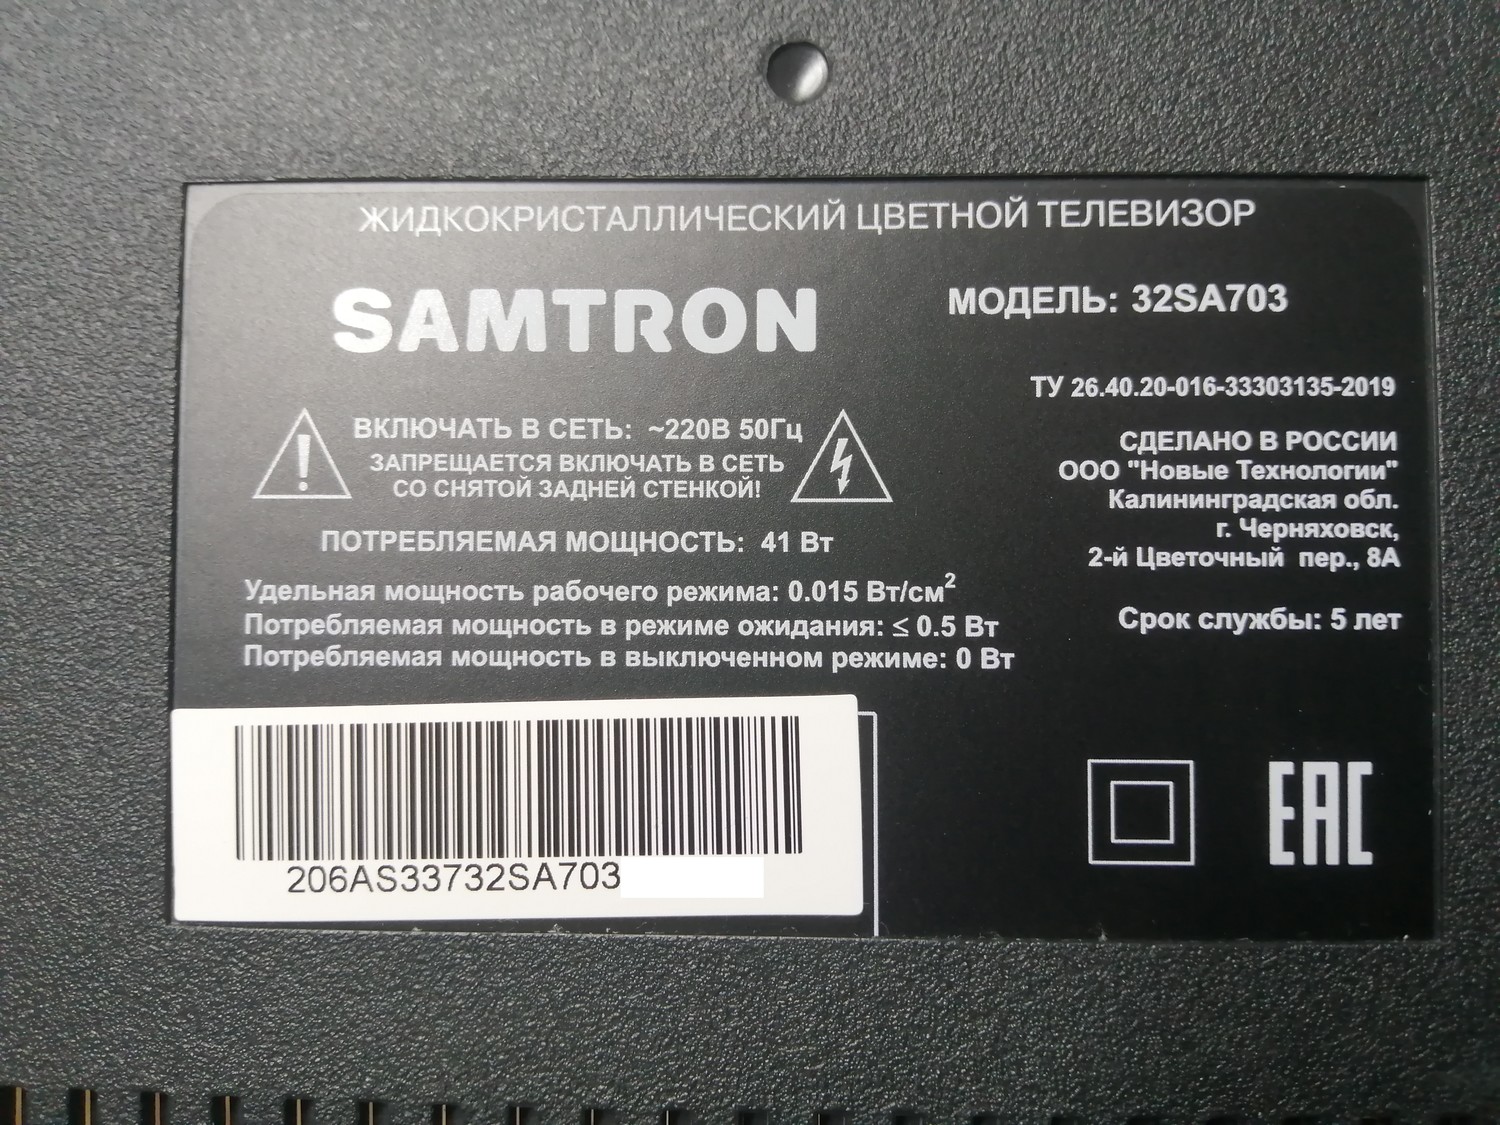 ЖИДКОКРИСТАЛЛИЧЕСКИЙ ЦВЕТНОЙ ТЕЛЕВИЗОР
SAMTRON
МОДЕЛЬ: 32SA703
ТУ 26.40.20-016-33303135-2019
ВКЛЮЧАТЬ В СЕТЬ: ~220В 50Гц
ЗАПРЕЩАЕТСЯ ВКЛЮЧАТЬ В СЕТЬ
СО СНЯТОЙ ЗАДНЕЙ СТЕНКОЙ!
ПОТРЕБЛЯЕМАЯ МОЩНОСТЬ: 41 Вт
Удельная мощность рабочего режима: 0.015 Вт/см²
Потребляемая мощность в режиме ожидания: ≤ 0.5 Вт
Потребляемая мощность в выключенном режиме: 0 Вт
СДЕЛАНО В РОССИИ
ООО "Новые Технологии"
Калининградская обл.
г. Черняховск,
2-й Цветочный пер., 8А
Срок службы: 5 лет
206AS33732SA703
EAC